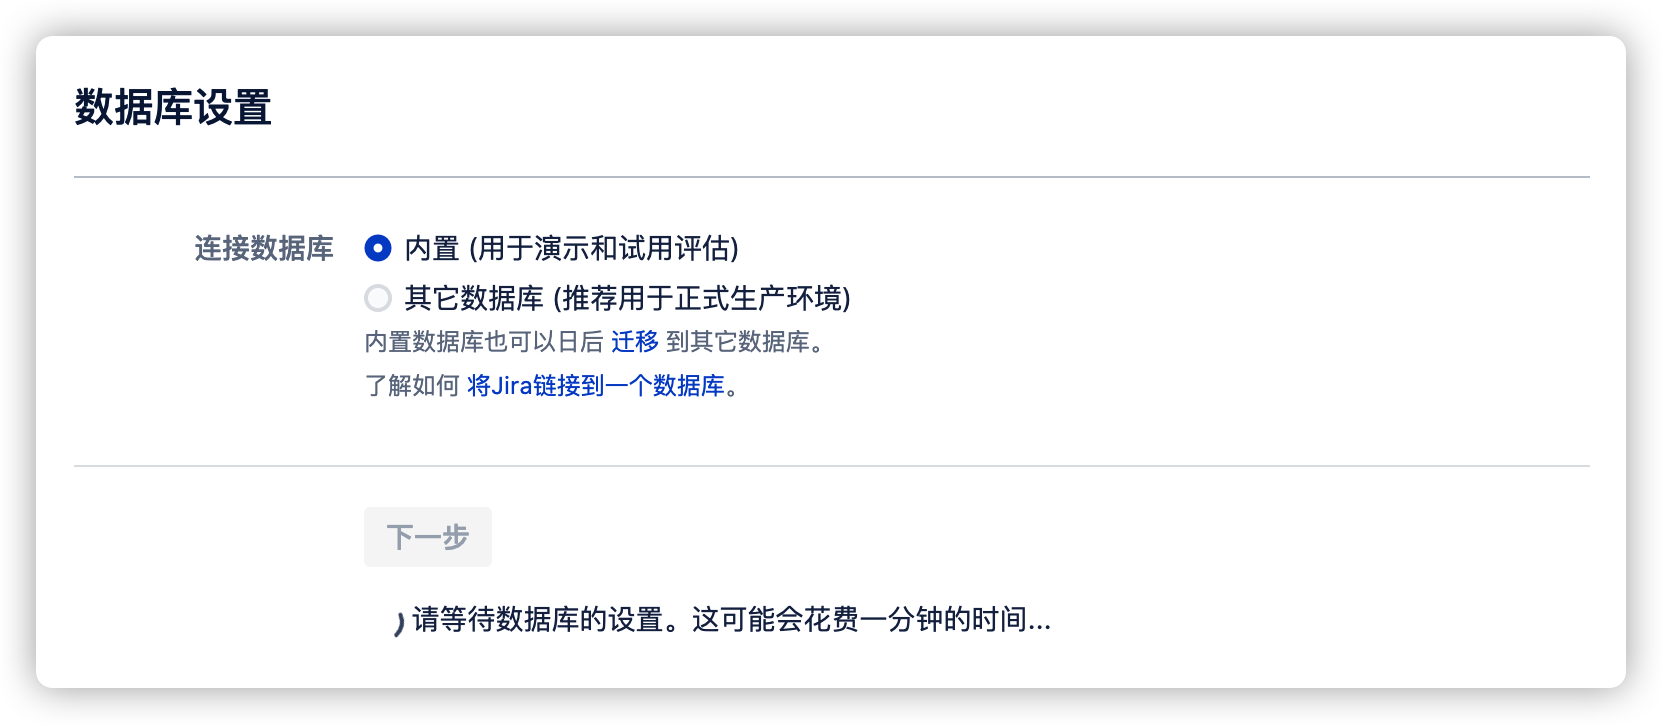 数据库设置
连接数据库 内置 (用于演示和试用评估)
其它数据库 (推荐用于正式生产环境)
内置数据库也可以日后 迁移 到其它数据库。
了解如何 将Jira链接到一个数据库。
下一步
请等待数据库的设置。这可能会花费一分钟的时间...